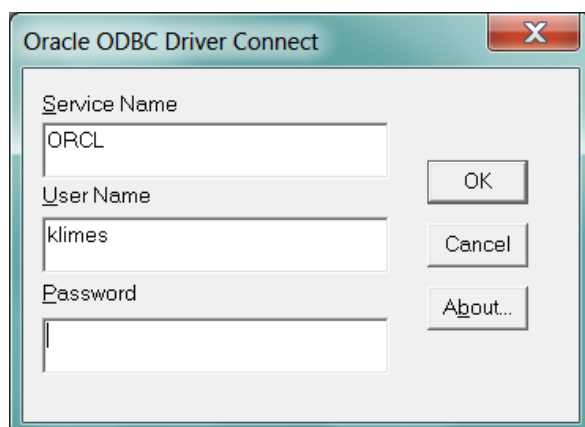 Oracle ODBC Driver Connect
Service Name
ORCL
OK
User Name
klimes
Cancel
Password
About...